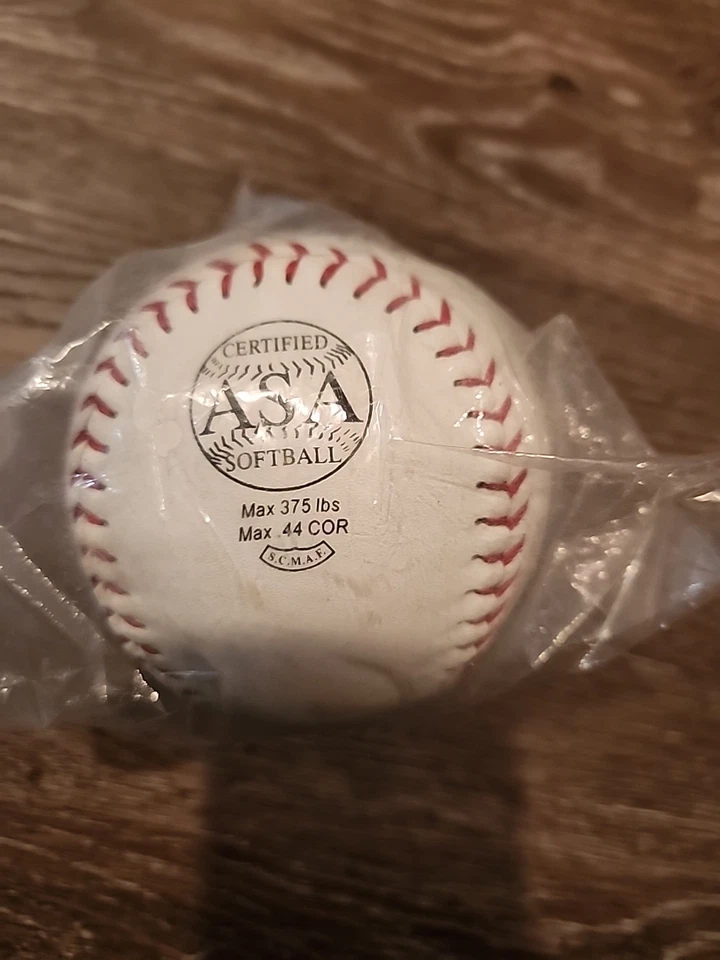 CERTIFIED
ASA
SOFTBALL
Max 375 lbs
Max .44 COR
S.C.M.A.F.